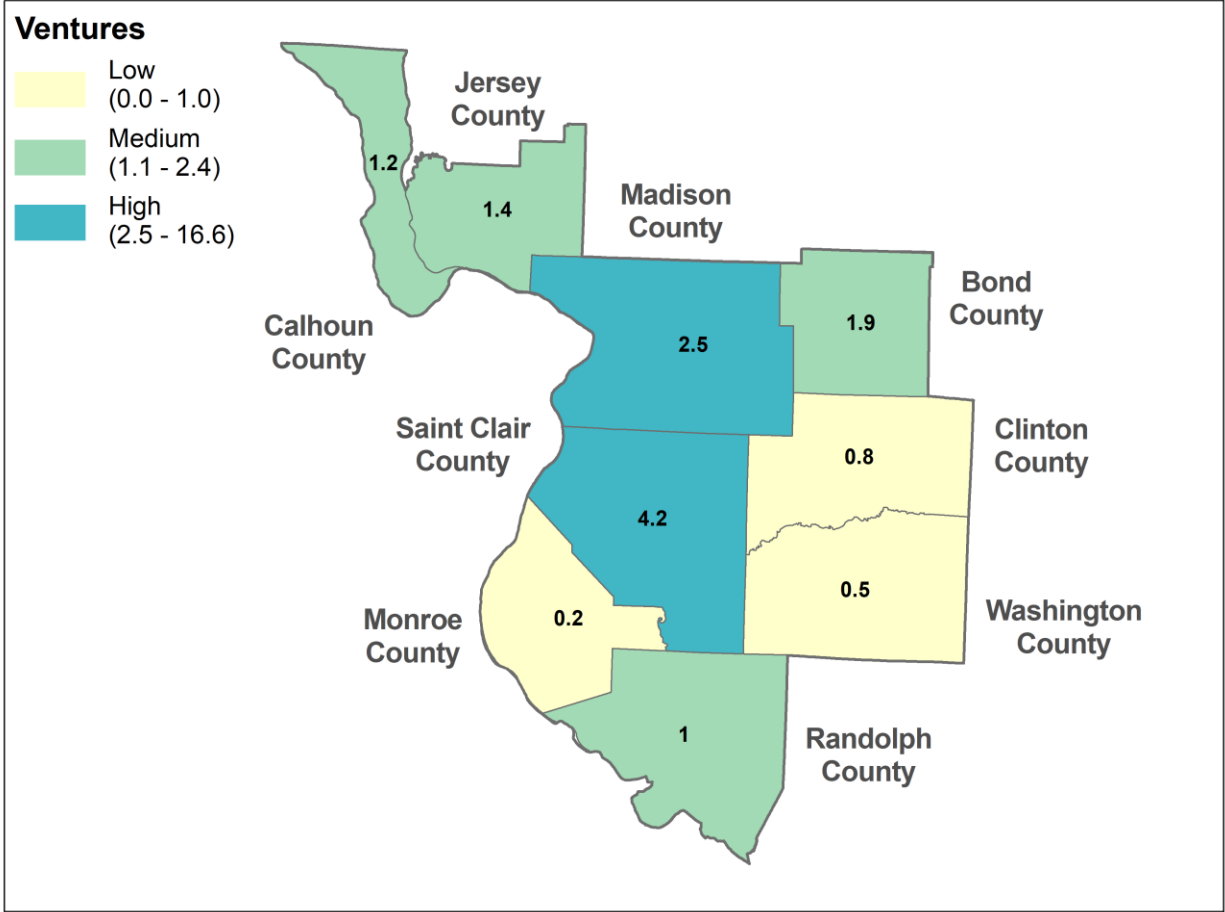 Ventures
Low
(0.0 - 1.0)
Medium
(1.1 - 2.4)
High
(2.5 - 16.6)
Jersey
County
1.2
1.4
Madison
County
Bond
County
Calhoun
County
2.5
1.9
Saint Clair
County
Clinton
County
0.8
4.2
0.5
Monroe
County
0.2
Washington
County
1
Randolph
County